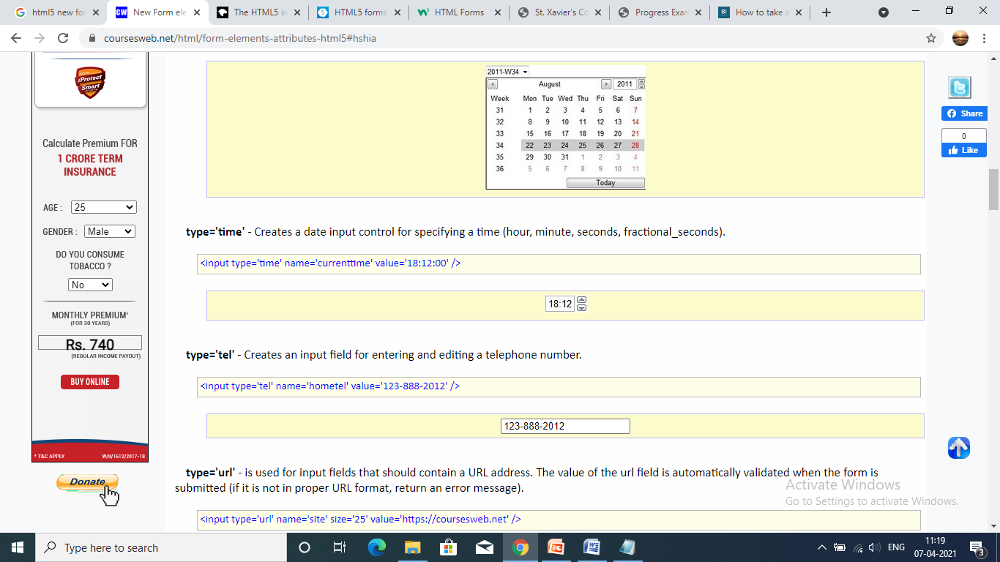 html5 new for
New Form ele
The HTML5 in
HTML5 forms
HTML Forms
St. Xavier's Co
Progress Exam
How to take a
coursesweb.net/html/form-elements-attributes-html5#hshia
iProtect
Smart
Calculate Premium FOR
1 CRORE TERM
INSURANCE
AGE : 25
GENDER : Male
DO YOU CONSUME
TOBACCO ?
No
MONTHLY PREMIUM*
(FOR 30 YEARS)
Rs. 740
(REGULAR INCOME PAYOUT)
BUY ONLINE
* T&C APPLY W/II/1612/2017-18
Donate
2011-W34
August 2011
Week Mon Tue Wed Thu Fri Sat Sun
31 1 2 3 4 5 6 7
32 8 9 10 11 12 13 14
33 15 16 17 18 19 20 21
34 22 23 24 25 26 27 28
35 29 30 31 1 2 3 4
36 5 6 7 8 9 10 11
Today
type='time' - Creates a date input control for specifying a time (hour, minute, seconds, fractional_seconds).
<input type='time' name='currenttime' value='18:12:00' />
18:12
type='tel' - Creates an input field for entering and editing a telephone number.
<input type='tel' name='hometel' value='123-888-2012' />
123-888-2012
type='url' - is used for input fields that should contain a URL address. The value of the url field is automatically validated when the form is
submitted (if it is not in proper URL format, return an error message).
<input type='url' name='site' size='25' value='https://coursesweb.net' />
Share
0
Like
Activate Windows
Go to Settings to activate Windows.
Type here to search
ENG
11:19
07-04-2021
3